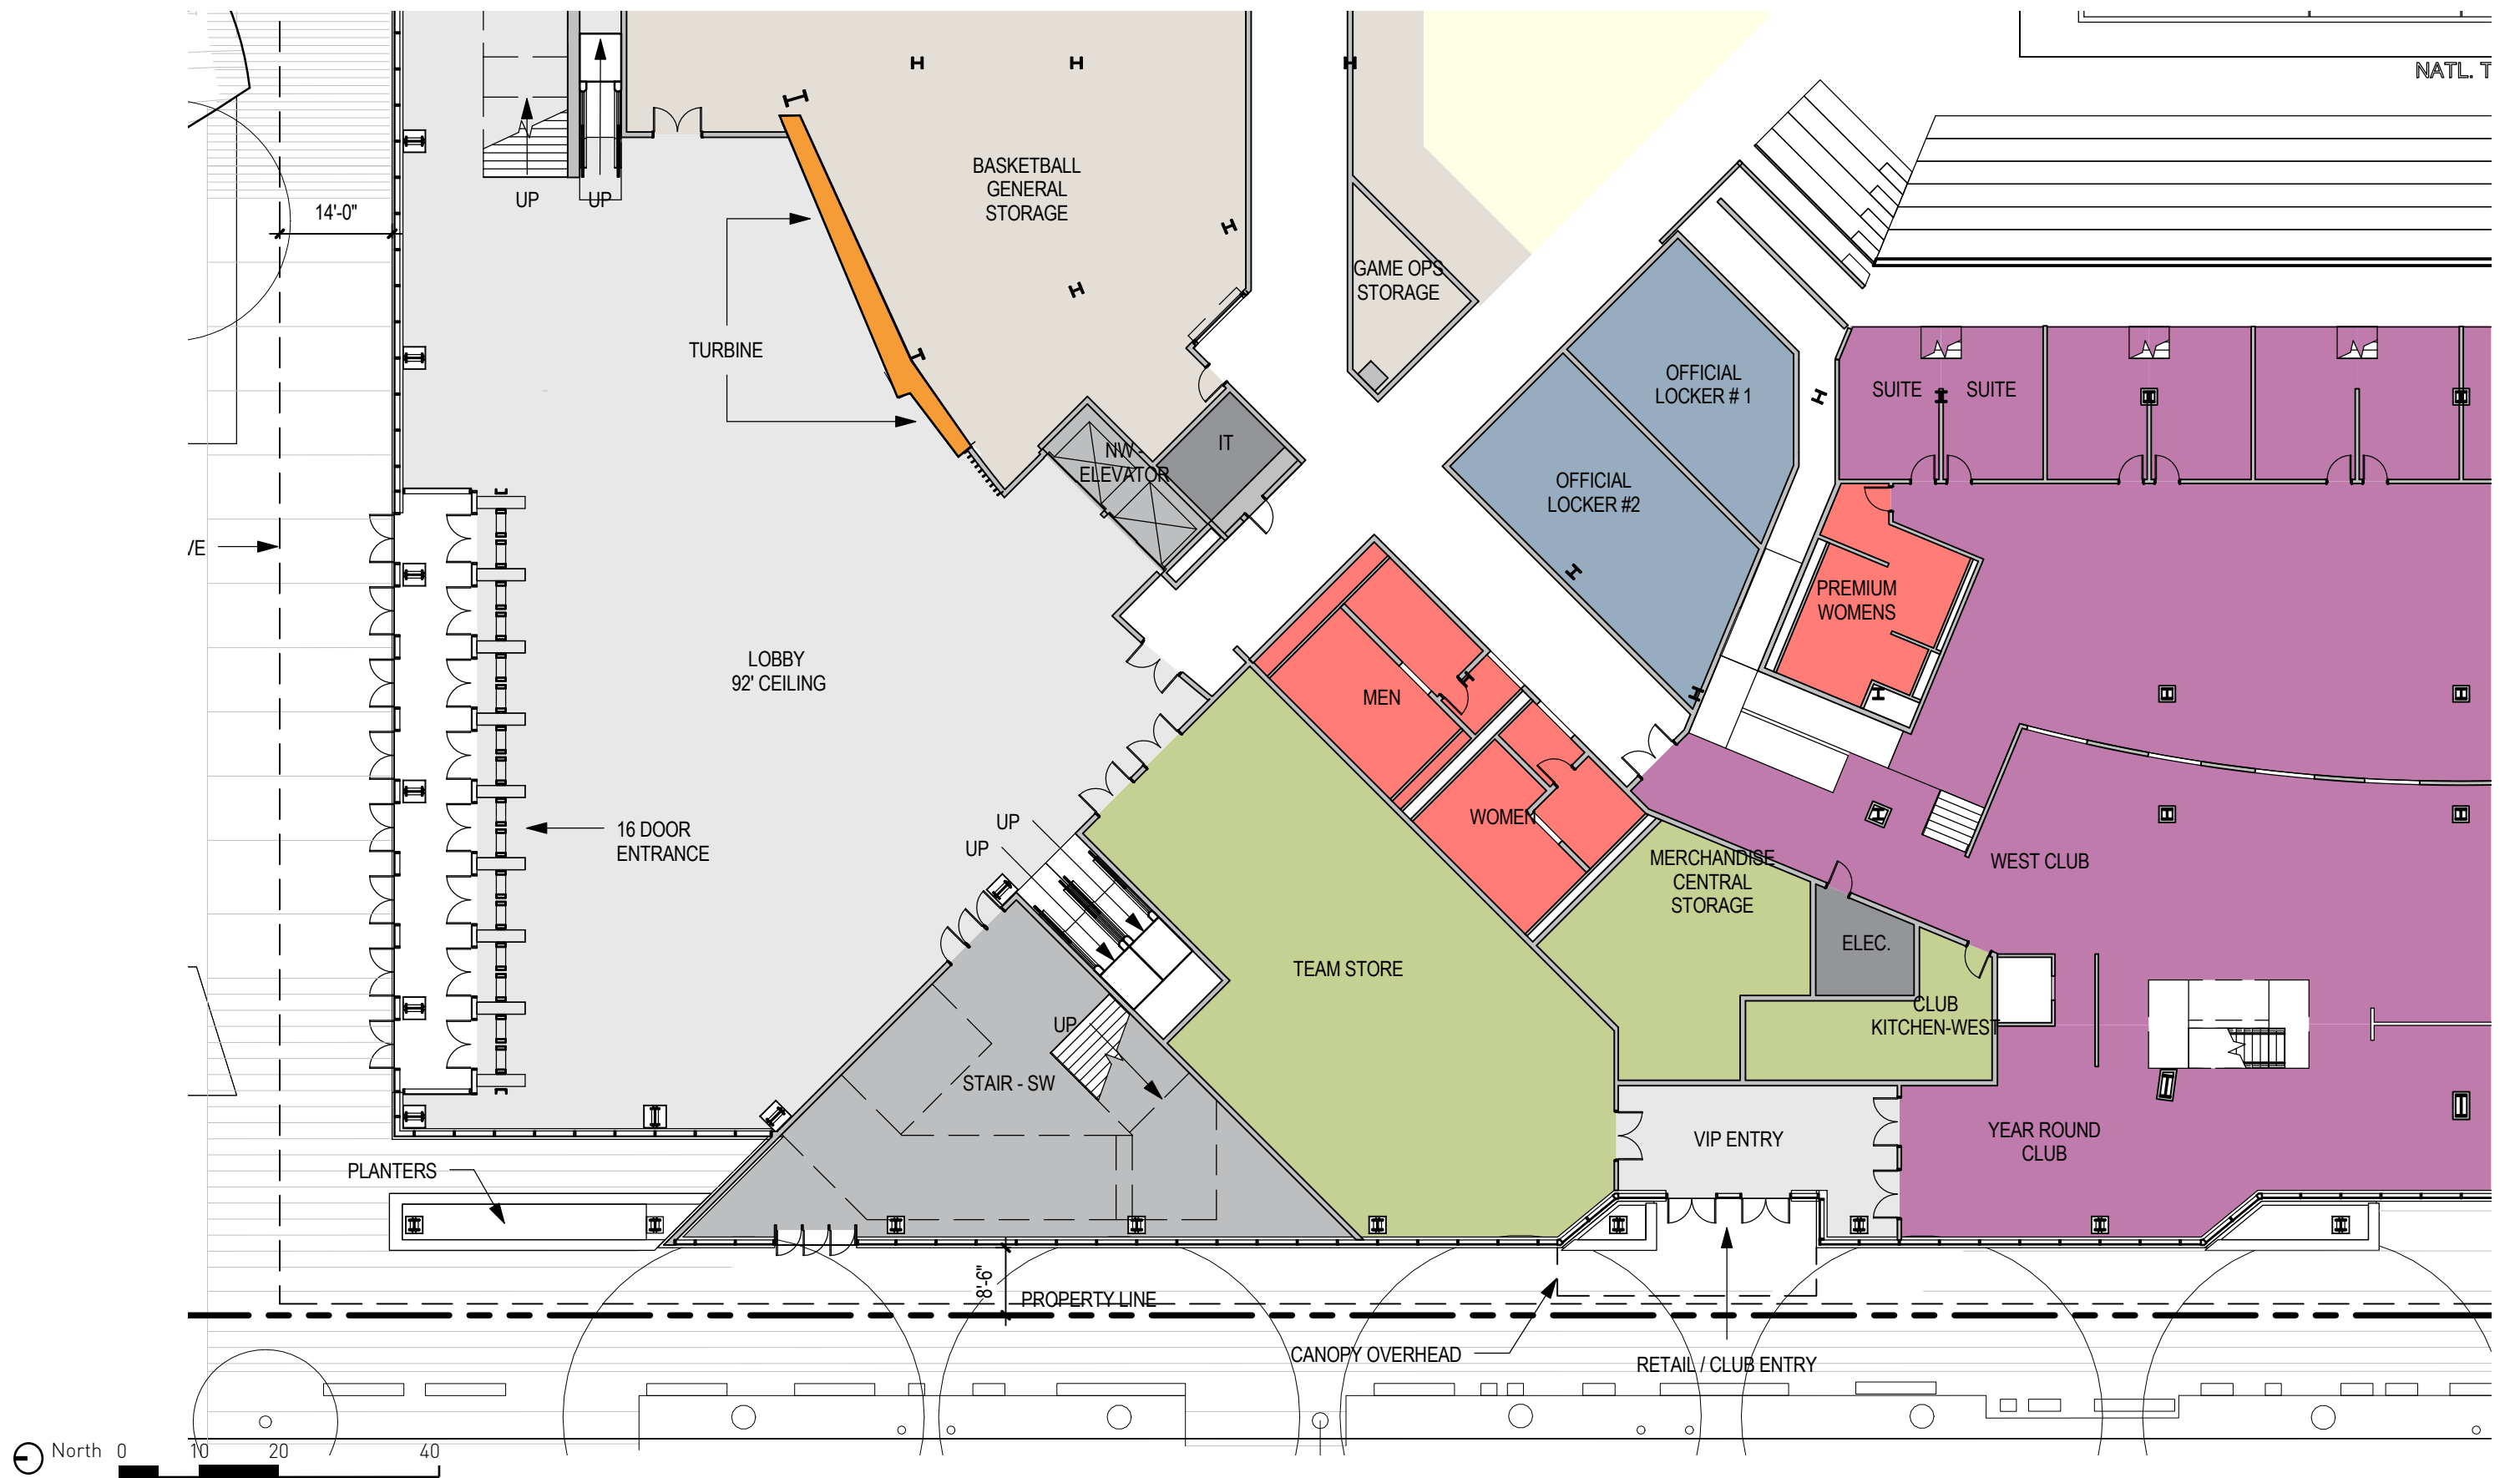 NATL. T
UP
UP
14'-0"
BASKETBALL
GENERAL
STORAGE
GAME OPS
STORAGE
TURBINE
OFFICIAL
LOCKER # 1
SUITE
SUITE
NW -
ELEVATOR
IT
OFFICIAL
LOCKER #2
VE
PREMIUM
WOMENS
LOBBY
92' CEILING
MEN
WOMEN
16 DOOR
ENTRANCE
UP
UP
MERCHANDISE
CENTRAL
STORAGE
WEST CLUB
ELEC.
TEAM STORE
CLUB
KITCHEN-WEST
UP
STAIR - SW
VIP ENTRY
YEAR ROUND
CLUB
PLANTERS
8'-6"
PROPERTY LINE
CANOPY OVERHEAD
RETAIL / CLUB ENTRY
North 0 10 20 40